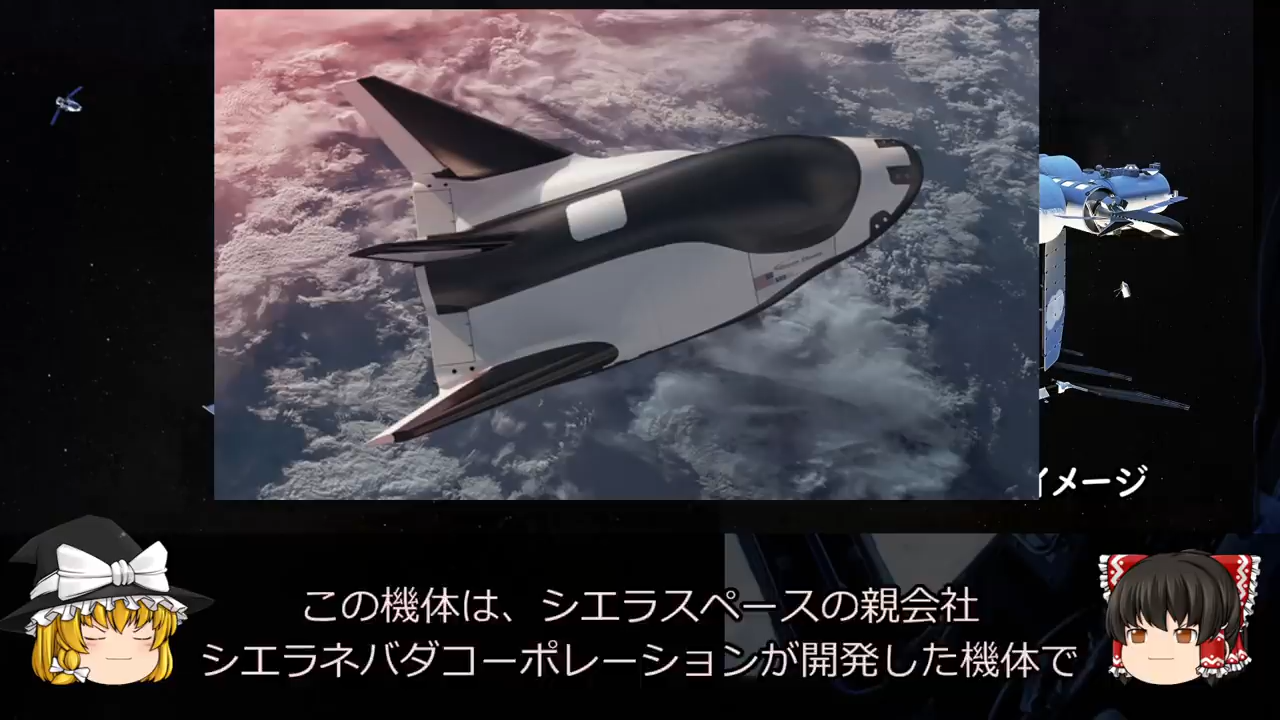 イメージ
この機体は、シエラスペースの親会社
シエラネバダコーポレーションが開発した機体で